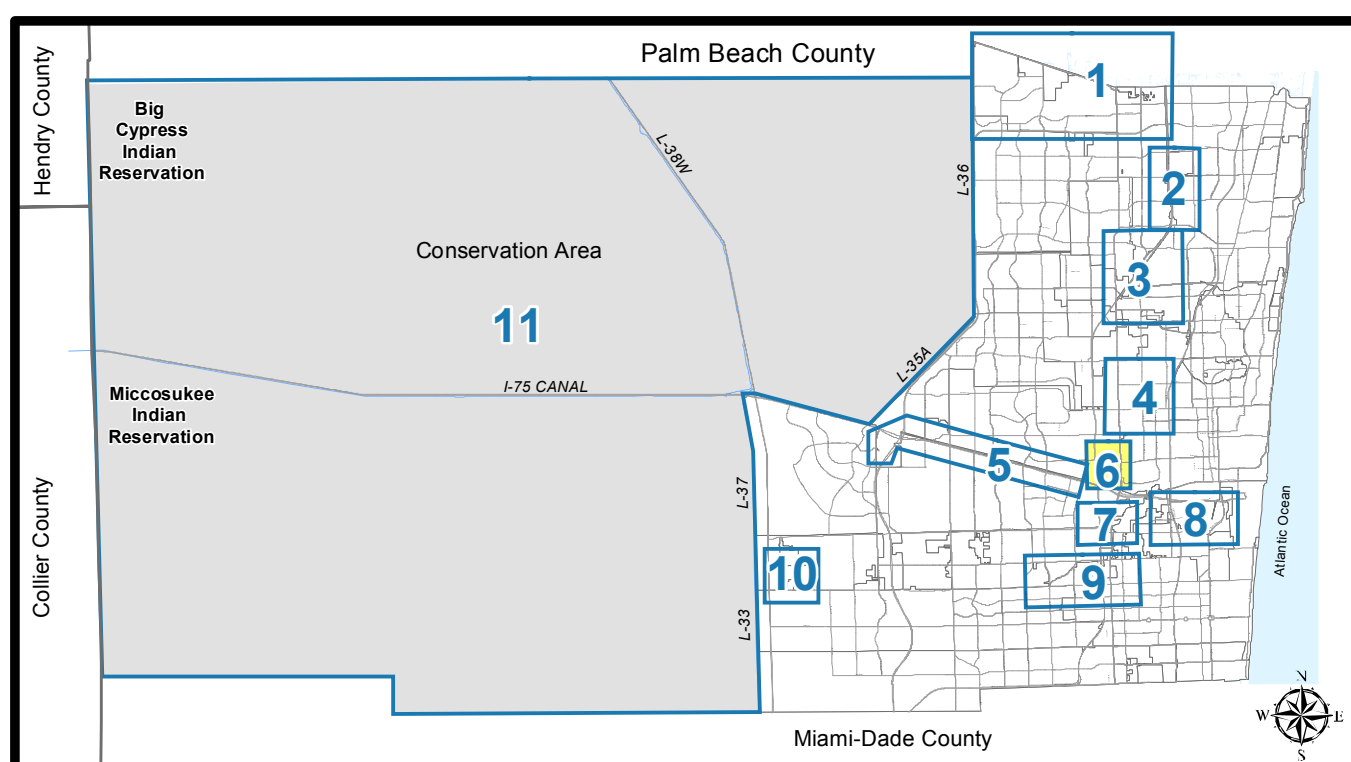 Palm Beach County
Hendry County
1
Big
Cypress
Indian
Reservation
L-38W
L-36
2
Conservation Area
3
11
L-35A
I-75 CANAL
4
Miccosukee
Indian
Reservation
5
6
L-37
7
8
Atlantic Ocean
10
9
Collier County
L-33
N
W
E
S
Miami-Dade County